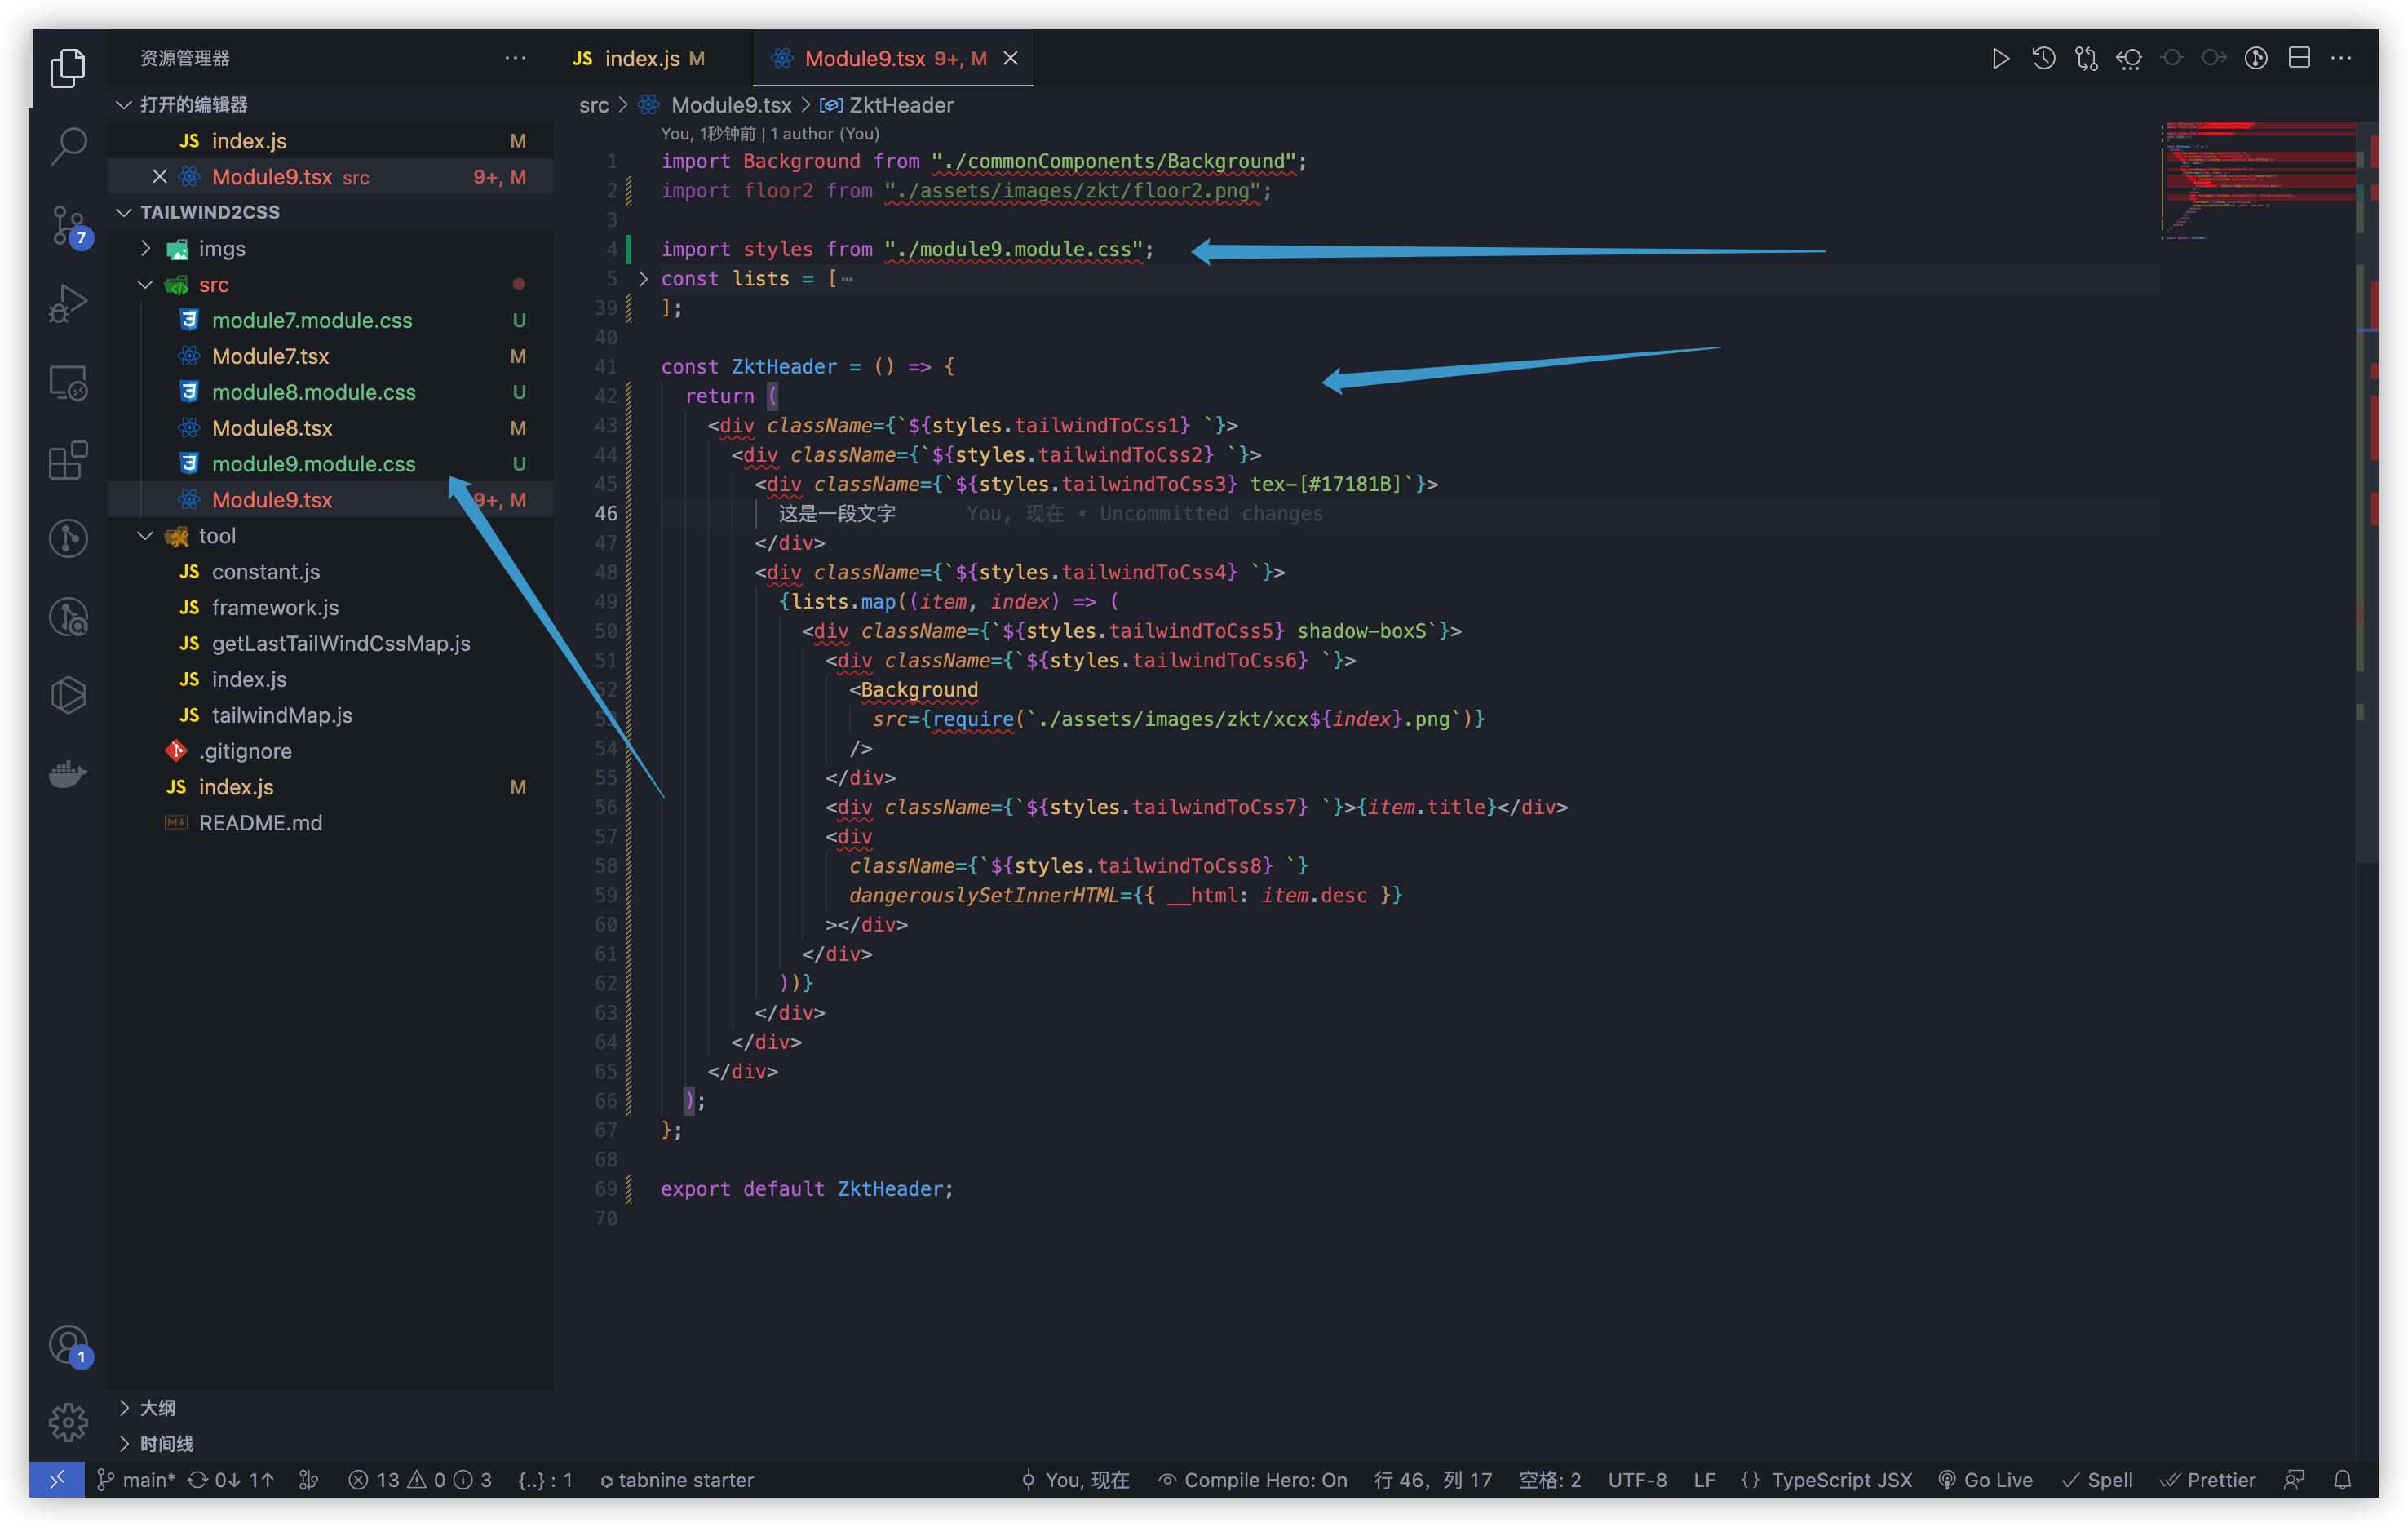 资源管理器
index.js M
Module9.tsx 9+, M
打开的编辑器
JS index.js M
Module9.tsx src 9+, M
TAILWIND2CSS
imgs
src
module7.module.css U
Module7.tsx M
module8.module.css U
Module8.tsx M
module9.module.css U
Module9.tsx 9+, M
tool
JS constant.js
JS framework.js
JS getLastTailWindCssMap.js
JS index.js
JS tailwindMap.js
.gitignore
JS index.js M
README.md
大纲
时间线
7
1
src > Module9.tsx > ZktHeader
You, 1秒钟前 | 1 author (You)
1 import Background from "./commonComponents/Background";
2 import floor2 from "./assets/images/zkt/floor2.png";
3
4 import styles from "./module9.module.css";
5 const lists = [⋯
39 ];
40
41 const ZktHeader = () => {
42 return (
43 <div className={`${styles.tailwindToCss1} `}>
44 <div className={`${styles.tailwindToCss2} `}>
45 <div className={`${styles.tailwindToCss3} tex-[#17181B]`}>
46 这是一段文字 You, 现在 • Uncommitted changes
47 </div>
48 <div className={`${styles.tailwindToCss4} `}>
49 {lists.map((item, index) => (
50 <div className={`${styles.tailwindToCss5} shadow-boxS`}>
51 <div className={`${styles.tailwindToCss6} `}>
52 <Background
53 src={require(`./assets/images/zkt/xcx${index}.png`)}
54 />
55 </div>
56 <div className={`${styles.tailwindToCss7} `}>{item.title}</div>
57 <div
58 className={`${styles.tailwindToCss8} `}
59 dangerouslySetInnerHTML={{ __html: item.desc }}
60 ></div>
61 </div>
62 ))}
63 </div>
64 </div>
65 </div>
66 );
67 };
68
69 export default ZktHeader;
70
main* 0↓ 1↑ 13 0 3 {..} : 1 tabnine starter You, 现在 Compile Hero: On 行 46, 列 17 空格: 2 UTF-8 LF {} TypeScript JSX Go Live Spell Prettier